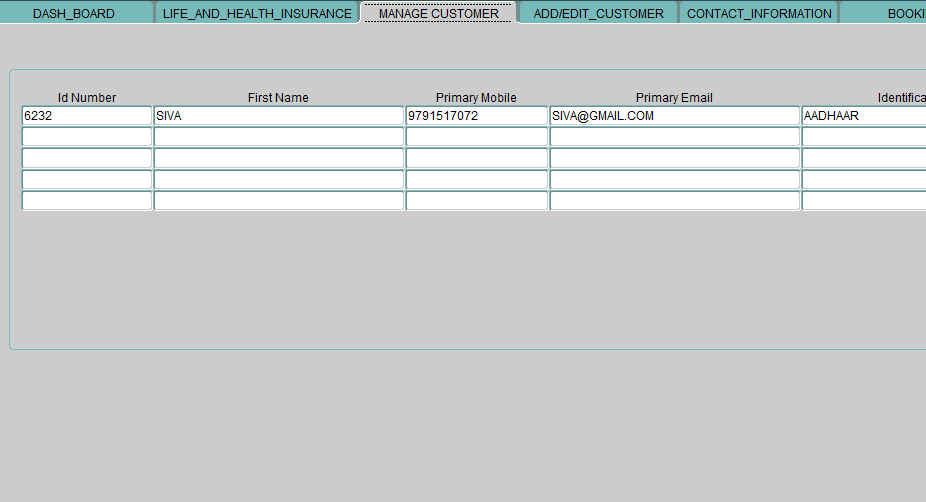 DASH_BOARD LIFE_AND_HEALTH_INSURANCE MANAGE CUSTOMER ADD/EDIT_CUSTOMER CONTACT_INFORMATION BOOKI
Id Number First Name Primary Mobile Primary Email Identifica
6232 SIVA 9791517072 SIVA@GMAIL.COM AADHAAR